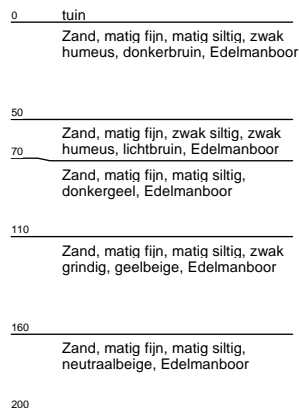 0 tuin
Zand, matig fijn, matig siltig, zwak
humeus, donkerbruin, Edelmanboor
50
Zand, matig fijn, zwak siltig, zwak
humeus, lichtbruin, Edelmanboor
70
Zand, matig fijn, matig siltig,
donkergeel, Edelmanboor
110
Zand, matig fijn, matig siltig, zwak
grindig, geelbeige, Edelmanboor
160
Zand, matig fijn, matig siltig,
neutraalbeige, Edelmanboor
200